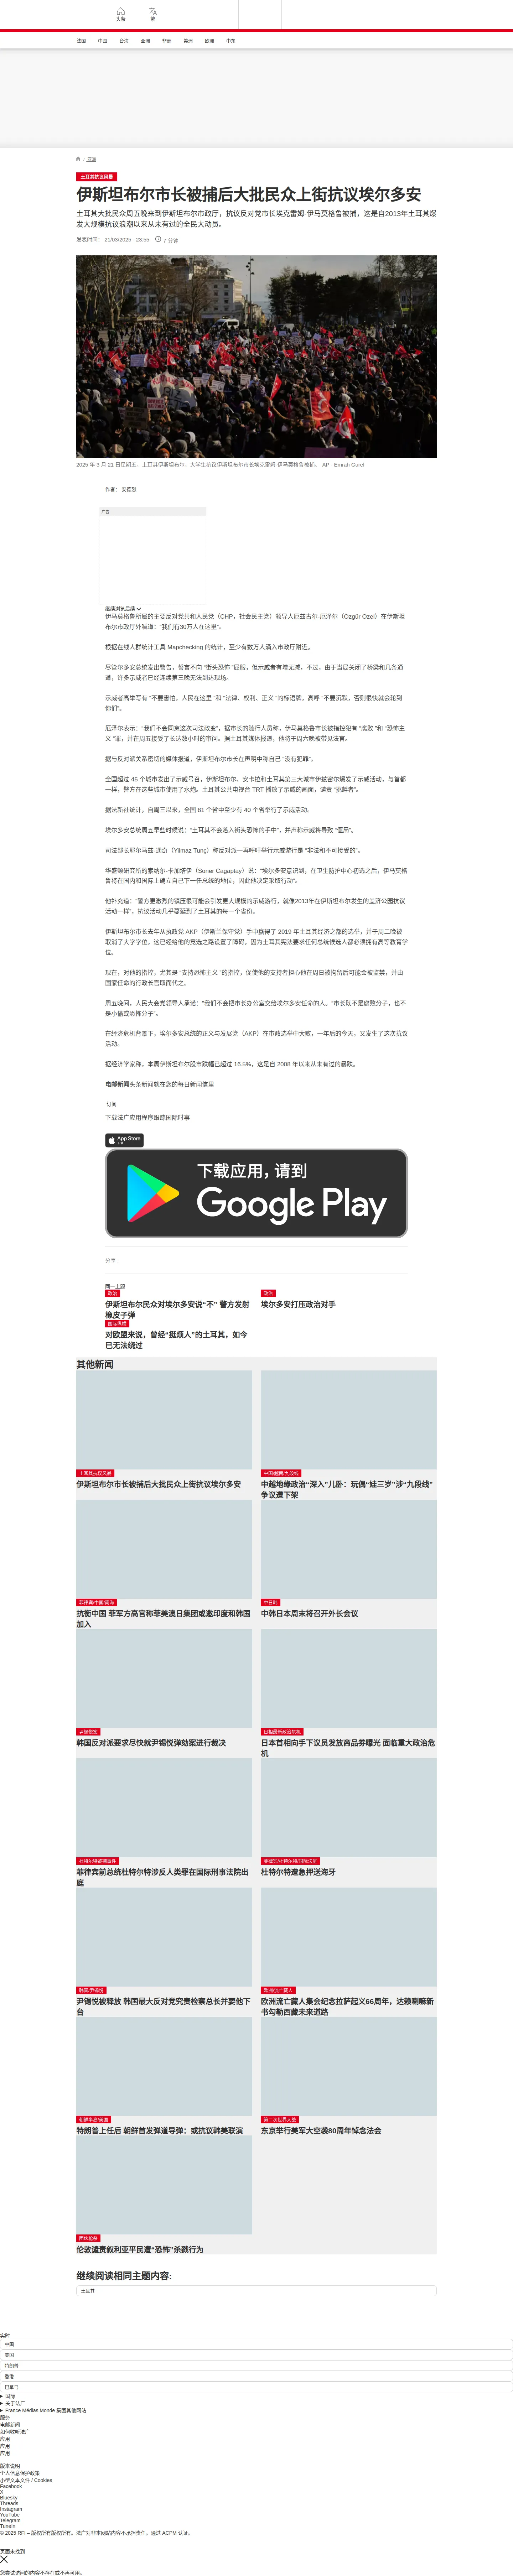 头条
繁
法国 中国 台湾 亚洲 非洲 美洲 欧洲 中东
/ 亚洲
土耳其抗议风暴
伊斯坦布尔市长被捕后大批民众上街抗议埃尔多安
土耳其大批民众周五晚来到伊斯坦布尔市政厅，抗议反对党市长埃克雷姆-伊马莫格鲁被捕，这是自2013年土耳其爆发大规模抗议浪潮以来从未有过的全民大动员。
发表时间： 21/03/2025 - 23:55 7 分钟
2025 年 3 月 21 日星期五，土耳其伊斯坦布尔，大学生抗议伊斯坦布尔市长埃克雷姆-伊马莫格鲁被捕。 AP - Emrah Gurel
作者： 安德烈
广告
继续浏览后续
伊马莫格鲁所属的主要反对党共和人民党（CHP，社会民主党）领导人厄兹古尔-厄泽尔（Özgür Özel）在伊斯坦布尔市政厅外喊道：“我们有30万人在这里”。
根据在线人群统计工具 Mapchecking 的统计，至少有数万人涌入市政厅附近。
尽管尔多安总统发出警告，誓言不向 “街头恐怖 ”屈服，但示威者有增无减，不过，由于当局关闭了桥梁和几条通道，许多示威者已经连续第三晚无法到达现场。
示威者高举写有 “不要害怕，人民在这里 ”和 “法律、权利、正义 ”的标语牌，高呼 “不要沉默，否则很快就会轮到你们”。
厄泽尔表示：“我们不会同意这次司法政变”，据市长的随行人员称，伊马莫格鲁市长被指控犯有 “腐败 ”和 “恐怖主义 ”罪，并在周五接受了长达数小时的审问。据土耳其媒体报道，他将于周六晚被带见法官。
据与反对派关系密切的媒体报道，伊斯坦布尔市长在声明中称自己 “没有犯罪”。
全国超过 45 个城市发出了示威号召，伊斯坦布尔、安卡拉和土耳其第三大城市伊兹密尔爆发了示威活动，与首都一样，警方在这些城市使用了水炮。土耳其公共电视台 TRT 播放了示威的画面，谴责 “挑衅者”。
据法新社统计，自周三以来，全国 81 个省中至少有 40 个省举行了示威活动。
埃尔多安总统周五早些时候说：“土耳其不会落入街头恐怖的手中”，并声称示威将导致 “僵局”。
司法部长耶尔马兹-通奇（Yilmaz Tunç）称反对派一再呼吁举行示威游行是 “非法和不可接受的”。
华盛顿研究所的索纳尔-卡加塔伊（Soner Cagaptay）说：“埃尔多安意识到，在卫生防护中心初选之后，伊马莫格鲁将在国内和国际上确立自己下一任总统的地位，因此他决定采取行动”。
他补充道：“警方更激烈的镇压很可能会引发更大规模的示威游行，就像2013年在伊斯坦布尔发生的盖济公园抗议活动一样”，抗议活动几乎蔓延到了土耳其的每一个省份。
伊斯坦布尔市长去年从执政党 AKP（伊斯兰保守党）手中赢得了 2019 年土耳其经济之都的选举，并于周二晚被取消了大学学位，这已经给他的竞选之路设置了障碍，因为土耳其宪法要求任何总统候选人都必须拥有高等教育学位。
现在，对他的指控，尤其是 “支持恐怖主义 ”的指控，促使他的支持者担心他在周日被拘留后可能会被监禁，并由国家任命的行政长官取而代之。
周五晚间，人民大会党领导人承诺：“我们不会把市长办公室交给埃尔多安任命的人。“市长既不是腐败分子，也不是小偷或恐怖分子”。
在经济危机背景下，埃尔多安总统的正义与发展党（AKP）在市政选举中大败，一年后的今天，又发生了这次抗议活动。
据经济学家称，本周伊斯坦布尔股市跌幅已超过 16.5%，这是自 2008 年以来从未有过的暴跌。
电邮新闻头条新闻就在您的每日新闻信里
订阅
下载法广应用程序跟踪国际时事
App Store
下载应用，请到
Google Play
分享：
同一主题
政治
伊斯坦布尔民众对埃尔多安说“不” 警方发射橡皮子弹
政治
埃尔多安打压政治对手
国际纵横
对欧盟来说，曾经“挺烦人”的土耳其，如今已无法绕过
其他新闻
土耳其抗议风暴
伊斯坦布尔市长被捕后大批民众上街抗议埃尔多安
中国/越南/九段线
中越地缘政治“深入”儿卧：玩偶“娃三岁”涉“九段线”争议遭下架
菲律宾/中国/南海
抗衡中国 菲军方高官称菲美澳日集团或邀印度和韩国加入
中日韩
中韩日本周末将召开外长会议
尹锡悦案
韩国反对派要求尽快就尹锡悦弹劾案进行裁决
日相最新政治危机
日本首相向手下议员发放商品劵曝光 面临重大政治危机
杜特尔特被捕事件
菲律宾前总统杜特尔特涉反人类罪在国际刑事法院出庭
菲律宾/杜特尔特/国际法庭
杜特尔特遭急押送海牙
韩国/尹锡悦
尹锡悦被释放 韩国最大反对党究责检察总长并要他下台
欧洲/流亡藏人
欧洲流亡藏人集会纪念拉萨起义66周年，达赖喇嘛新书勾勒西藏未来道路
朝鲜半岛/美国
特朗普上任后 朝鲜首发弹道导弹：或抗议韩美联演
第二次世界大战
东京举行美军大空袭80周年悼念法会
团伙酷杀
伦敦谴责叙利亚平民遭“恐怖”杀戮行为
继续阅读相同主题内容:
土耳其
实时
中国
美国
特朗普
香港
巴拿马
国际
关于法广
France Médias Monde 集团其他网站
服务
电邮新闻
如何收听法广
应用
应用
应用
版本说明
个人信息保护政策
小型文本文件 / Cookies
Facebook
X
Bluesky
Threads
Instagram
YouTube
Telegram
TuneIn
© 2025 RFI – 版权所有版权所有。法广对非本网站内容不承担责任。通过 ACPM 认证。
页面未找到
您尝试访问的内容不存在或不再可用。